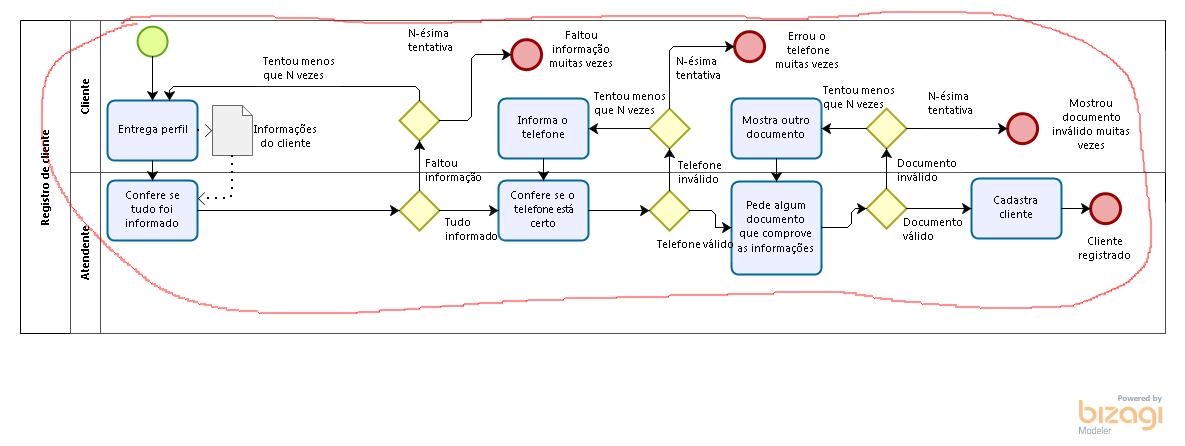 Registro de cliente
Cliente
Atendente
Entrega perfil
Informações
do cliente
Confere se
tudo foi
informado
Tentou menos
que N vezes
N-ésima
tentativa
Faltou
informação
muitas vezes
Faltou
informação
Tudo
informado
Informa o
telefone
Confere se o
telefone está
certo
Tentou menos
que N vezes
N-ésima
tentativa
Errou o
telefone
muitas vezes
Telefone
inválido
Telefone válido
Mostra outro
documento
Pede algum
documento
que comprove
as informações
Tentou menos
que N vezes
N-ésima
tentativa
Mostrou
documento
inválido muitas
vezes
Documento
inválido
Documento
válido
Cadastra
cliente
Cliente
registrado
Powered by
bizagi
Modeler